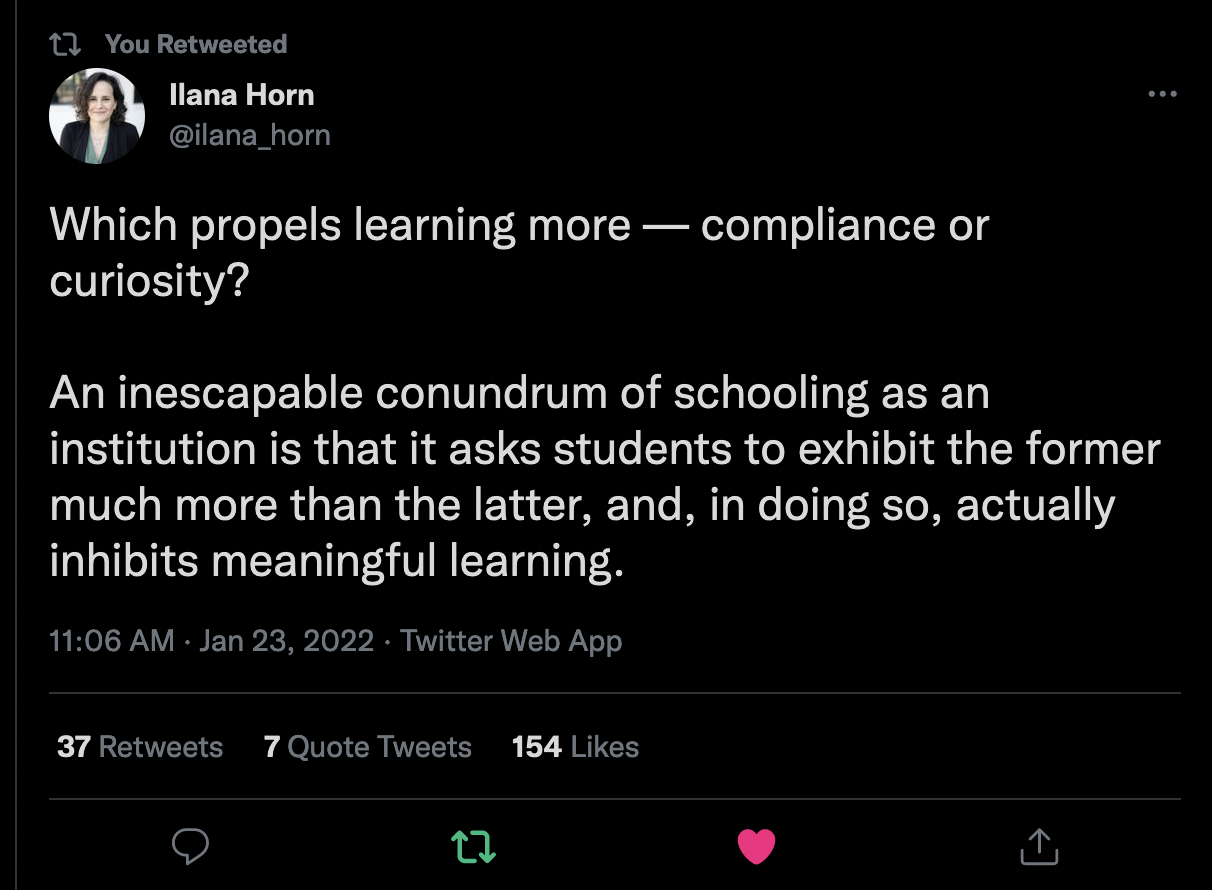 You Retweeted
Ilana Horn
@ilana_horn
Which propels learning more — compliance or
curiosity?
An inescapable conundrum of schooling as an
institution is that it asks students to exhibit the former
much more than the latter, and, in doing so, actually
inhibits meaningful learning.
11:06 AM · Jan 23, 2022 · Twitter Web App
37 Retweets 7 Quote Tweets 154 Likes